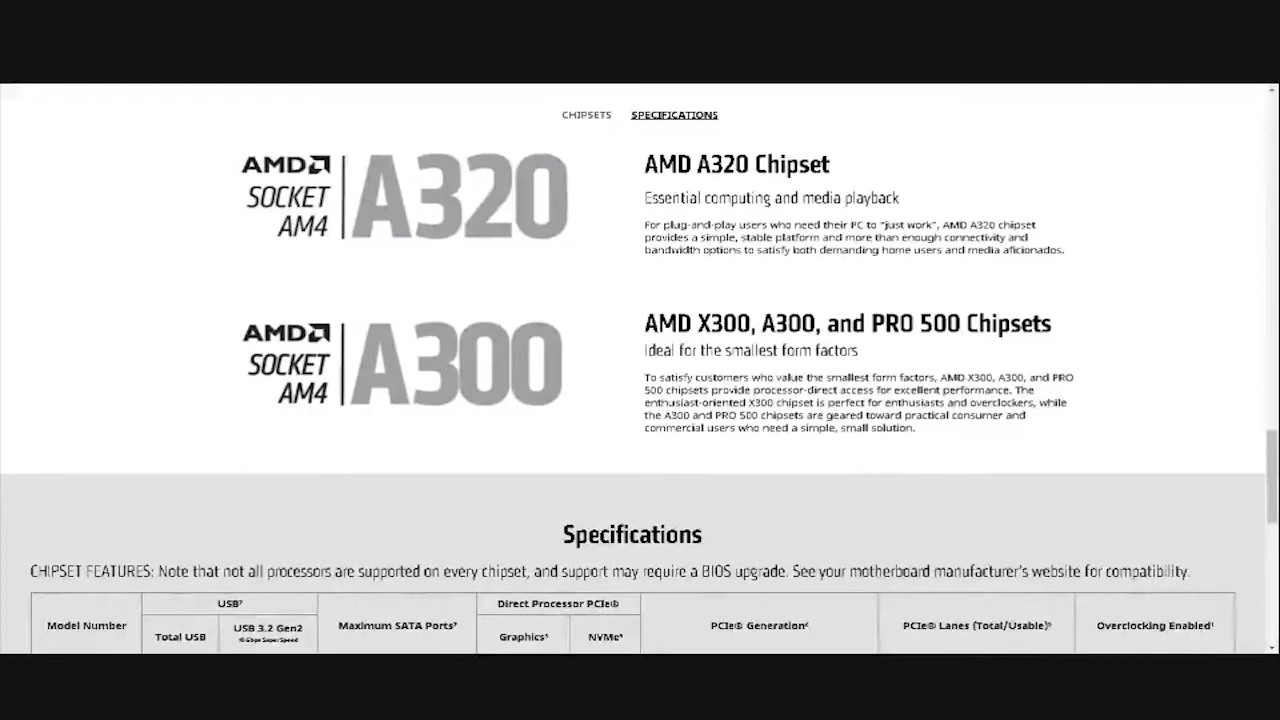 CHIPSETS SPECIFICATIONS
AMD
SOCKET
AM4
A320
AMD A320 Chipset
Essential computing and media playback
For plug-and-play users who need their PC to "just work", AMD A320 chipset
provides a simple, stable platform and more than enough connectivity and
bandwidth options to satisfy both demanding home users and media aficionados.
AMD
SOCKET
AM4
A300
AMD X300, A300, and PRO 500 Chipsets
Ideal for the smallest form factors
To satisfy customers who value the smallest form factors, AMD X300, A300, and PRO
500 chipsets provide processor-direct access for excellent performance. The
enthusiast-oriented X300 chipset is perfect for enthusiasts and overclockers, while
the A300 and PRO 500 chipsets are geared toward practical consumer and
commercial users who need a simple, small solution.
Specifications
CHIPSET FEATURES: Note that not all processors are supported on every chipset, and support may require a BIOS upgrade. See your motherboard manufacturer's website for compatibility.
Model Number
USB
Total USB
USB 3.2 Gen2
10 Gbps SuperSpeed
Maximum SATA Ports
Direct Processor PCIe®
Graphics
NVMe
PCIe® Generation
PCIe® Lanes (Total/Usable)
Overclocking Enabled